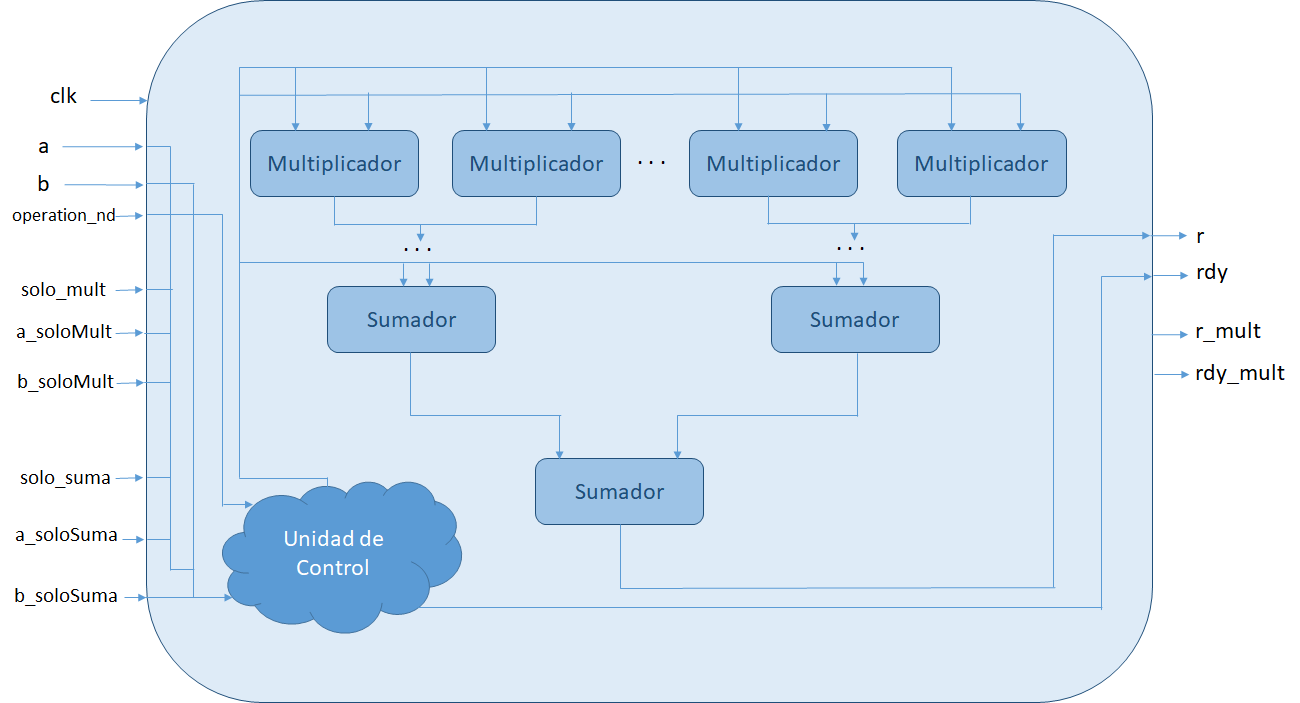 clk
a
b
operation_nd
solo_mult
a_soloMult
b_soloMult
solo_suma
a_soloSuma
b_soloSuma
Multiplicador
Multiplicador
...
Multiplicador
Multiplicador
...
...
Sumador
Sumador
Sumador
Unidad de
Control
r
rdy
r_mult
rdy_mult